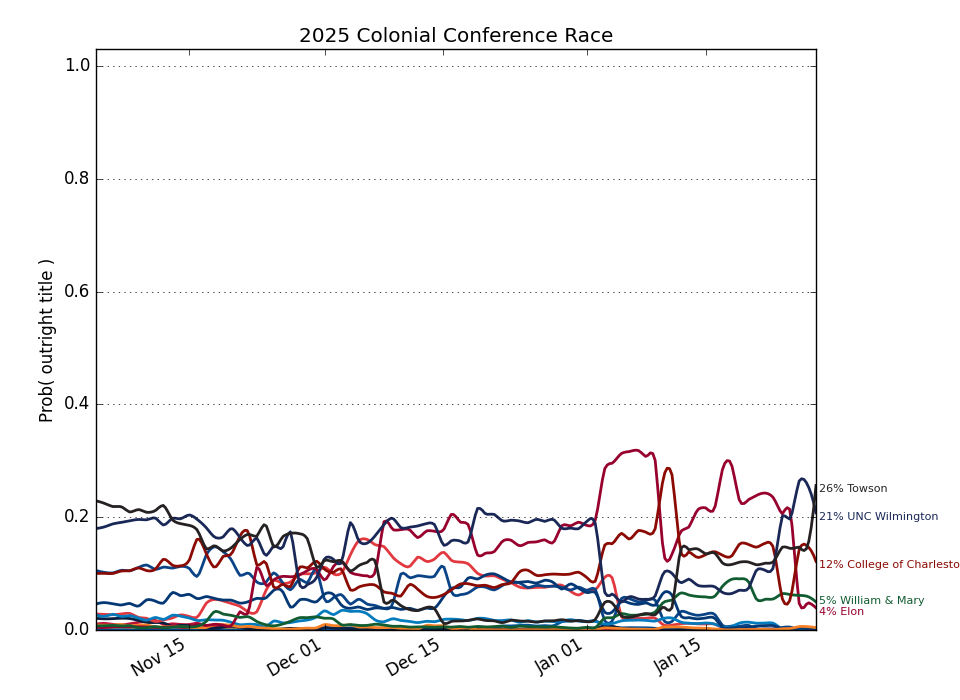 2025 Colonial Conference Race
Prob( outright title )
1.0
0.8
0.6
0.4
0.2
0.0
Nov 15
Dec 01
Dec 15
Jan 01
Jan 15
26% Towson
21% UNC Wilmington
12% College of Charlesto
5% William & Mary
4% Elon